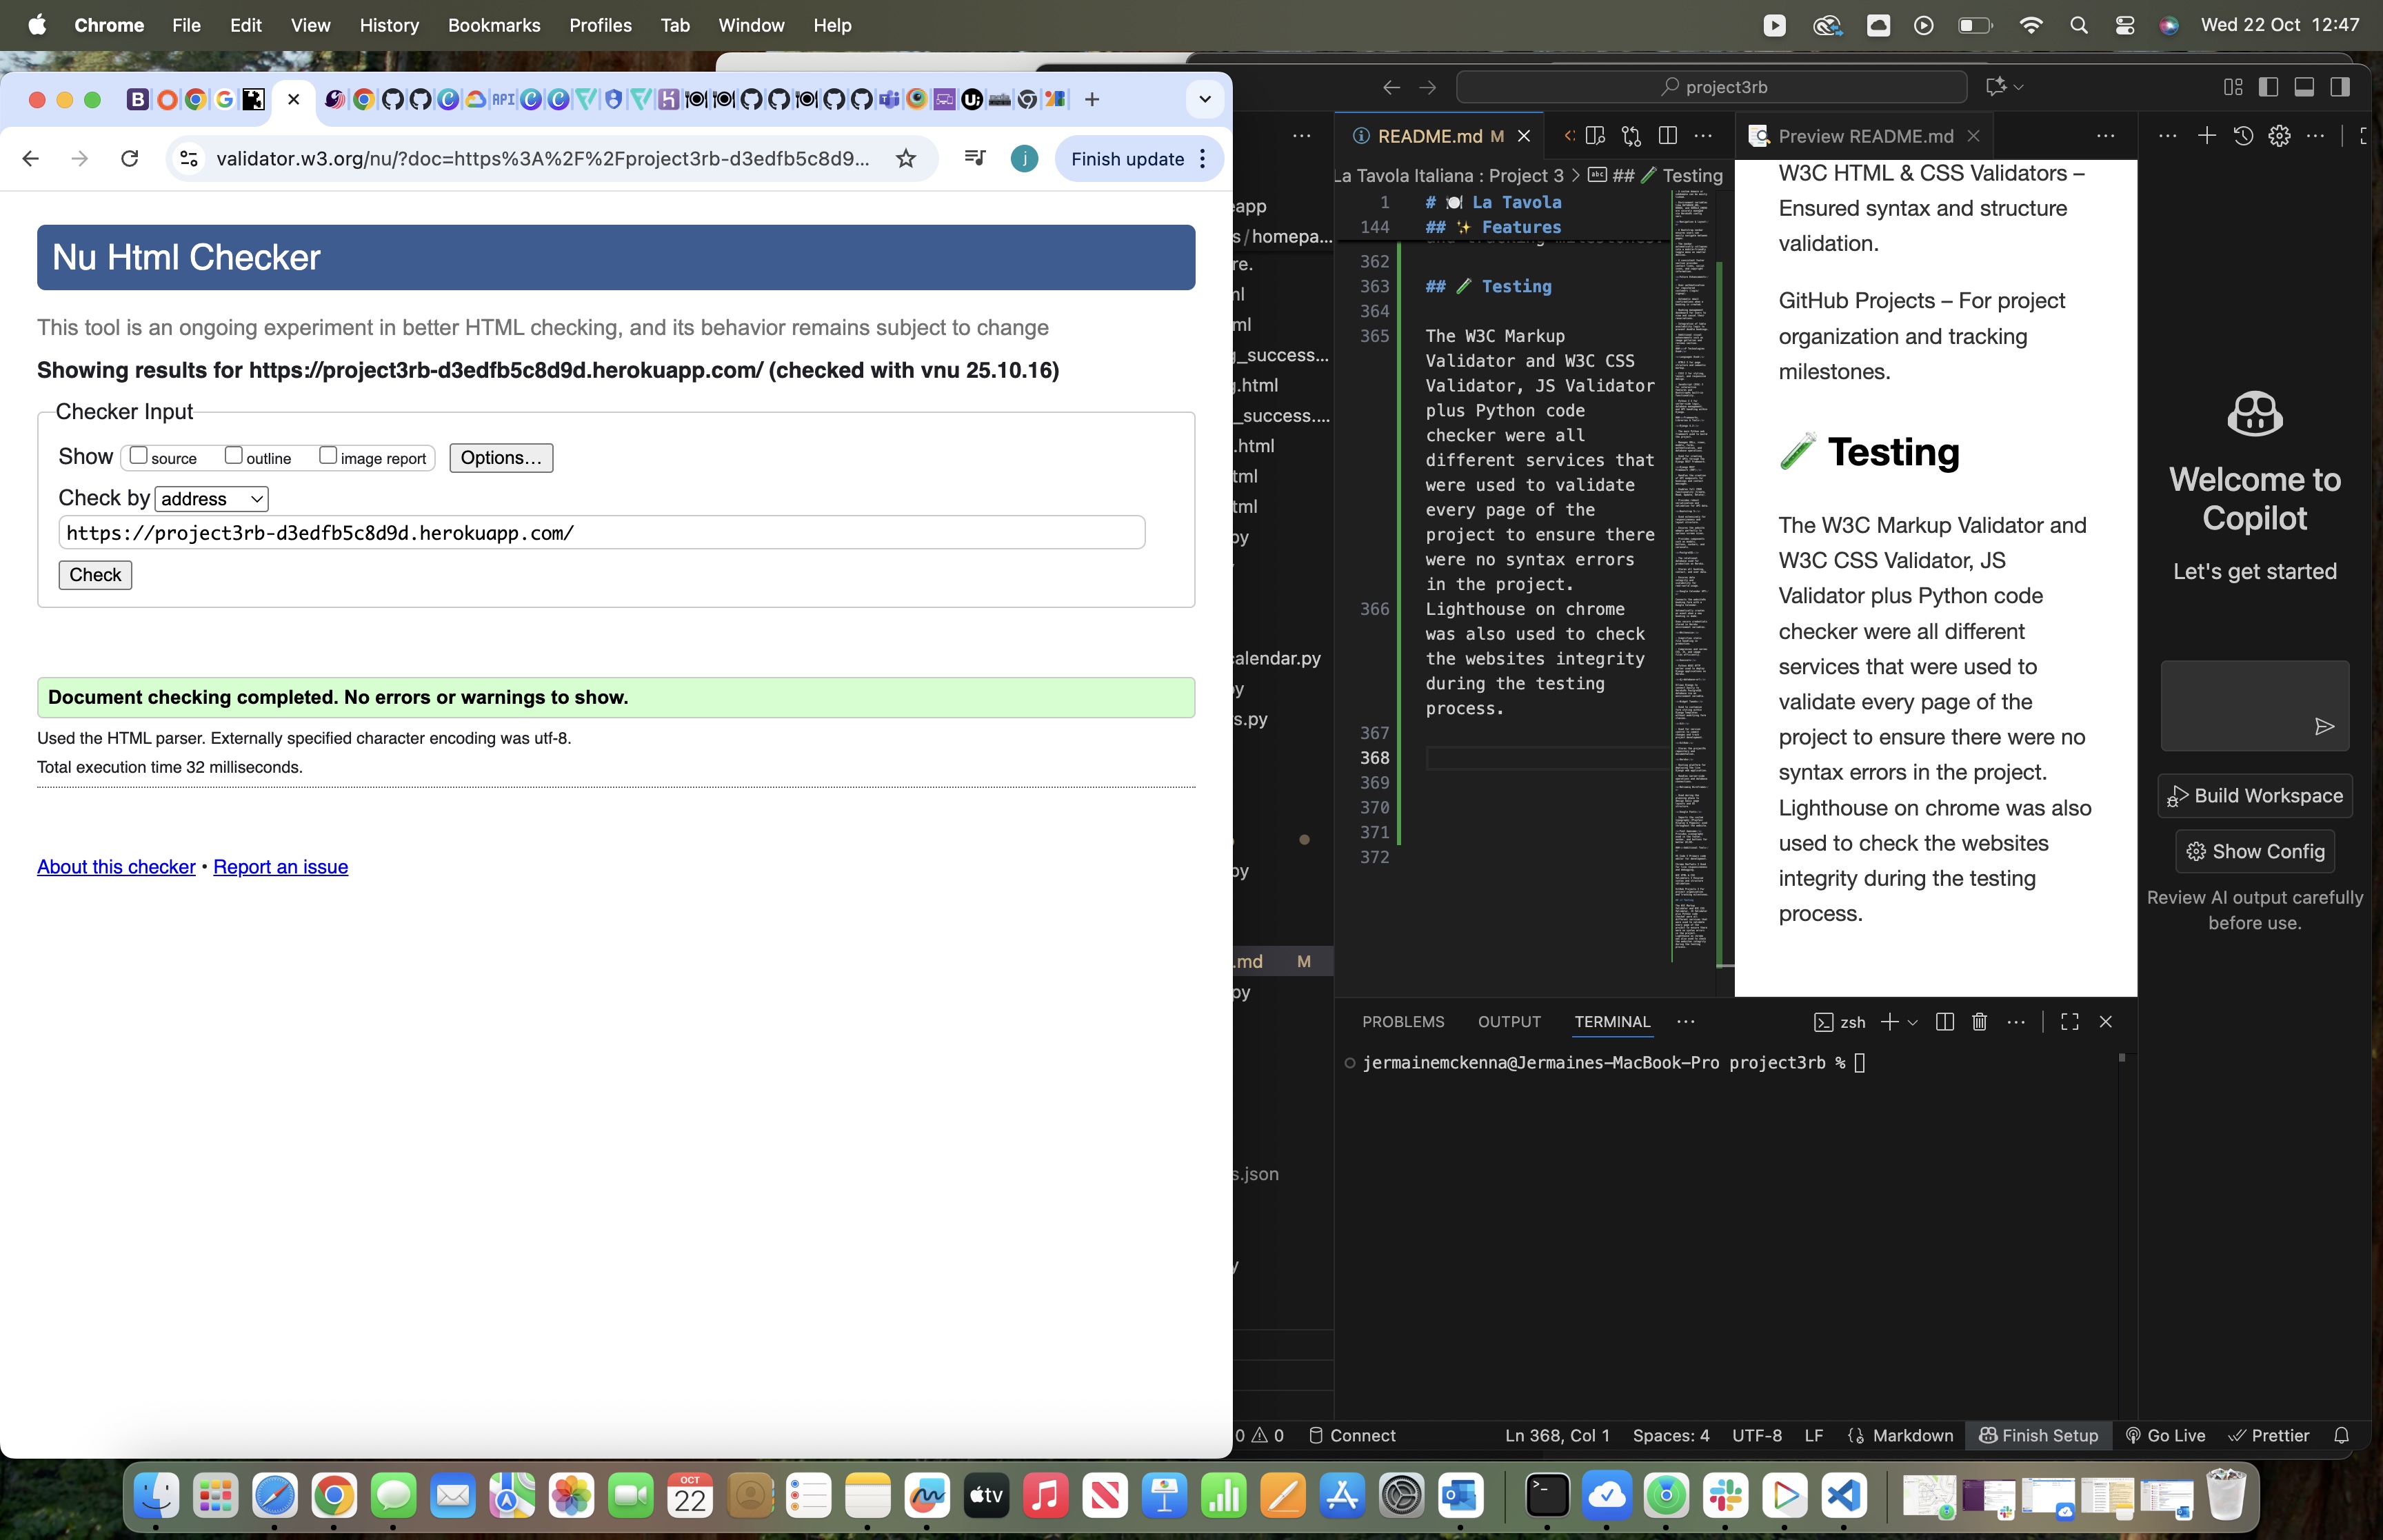 Chrome File Edit View History Bookmarks Profiles Tab Window Help
Wed 22 Oct 12:47
validator.w3.org/nu/?doc=https%3A%2F%2Fproject3rb-d3edfb5c8d9...
j
Finish update
Nu Html Checker
This tool is an ongoing experiment in better HTML checking, and its behavior remains subject to change
Showing results for https://project3rb-d3edfb5c8d9d.herokuapp.com/ (checked with vnu 25.10.16)
Checker Input
Show source outline image report Options...
Check by address
https://project3rb-d3edfb5c8d9d.herokuapp.com/
Check
Document checking completed. No errors or warnings to show.
Used the HTML parser. Externally specified character encoding was utf-8.
Total execution time 32 milliseconds.
About this checker • Report an issue
project3rb
eapp
s/homepa...
re.
ml
_success...
.html
_success....
.html
tml
tml
py
calendar.py
s.py
py
.md M
py
s.json
README.md M
La Tavola Italiana : Project 3 > ## 🧪 Testing
1 # 🍽️ La Tavola
144 ## ✨ Features
362
363 ## 🧪 Testing
364
365 The W3C Markup
Validator and W3C CSS
Validator, JS Validator
plus Python code
checker were all
different services that
were used to validate
every page of the
project to ensure there
were no syntax errors
in the project.
366 Lighthouse on chrome
was also used to check
the websites integrity
during the testing
process.
367
368
369
370
371
372
Preview README.md
W3C HTML & CSS Validators –
Ensured syntax and structure
validation.
GitHub Projects – For project
organization and tracking
milestones.
🧪 Testing
The W3C Markup Validator and
W3C CSS Validator, JS
Validator plus Python code
checker were all different
services that were used to
validate every page of the
project to ensure there were no
syntax errors in the project.
Lighthouse on chrome was also
used to check the websites
integrity during the testing
process.
Welcome to
Copilot
Let's get started
Build Workspace
Show Config
Review AI output carefully
before use.
PROBLEMS OUTPUT TERMINAL
zsh
jermainemckenna@Jermaines-MacBook-Pro project3rb %
0 0 Connect
Ln 368, Col 1 Spaces: 4 UTF-8 LF Markdown Finish Setup Go Live Prettier
OCT
22
tv